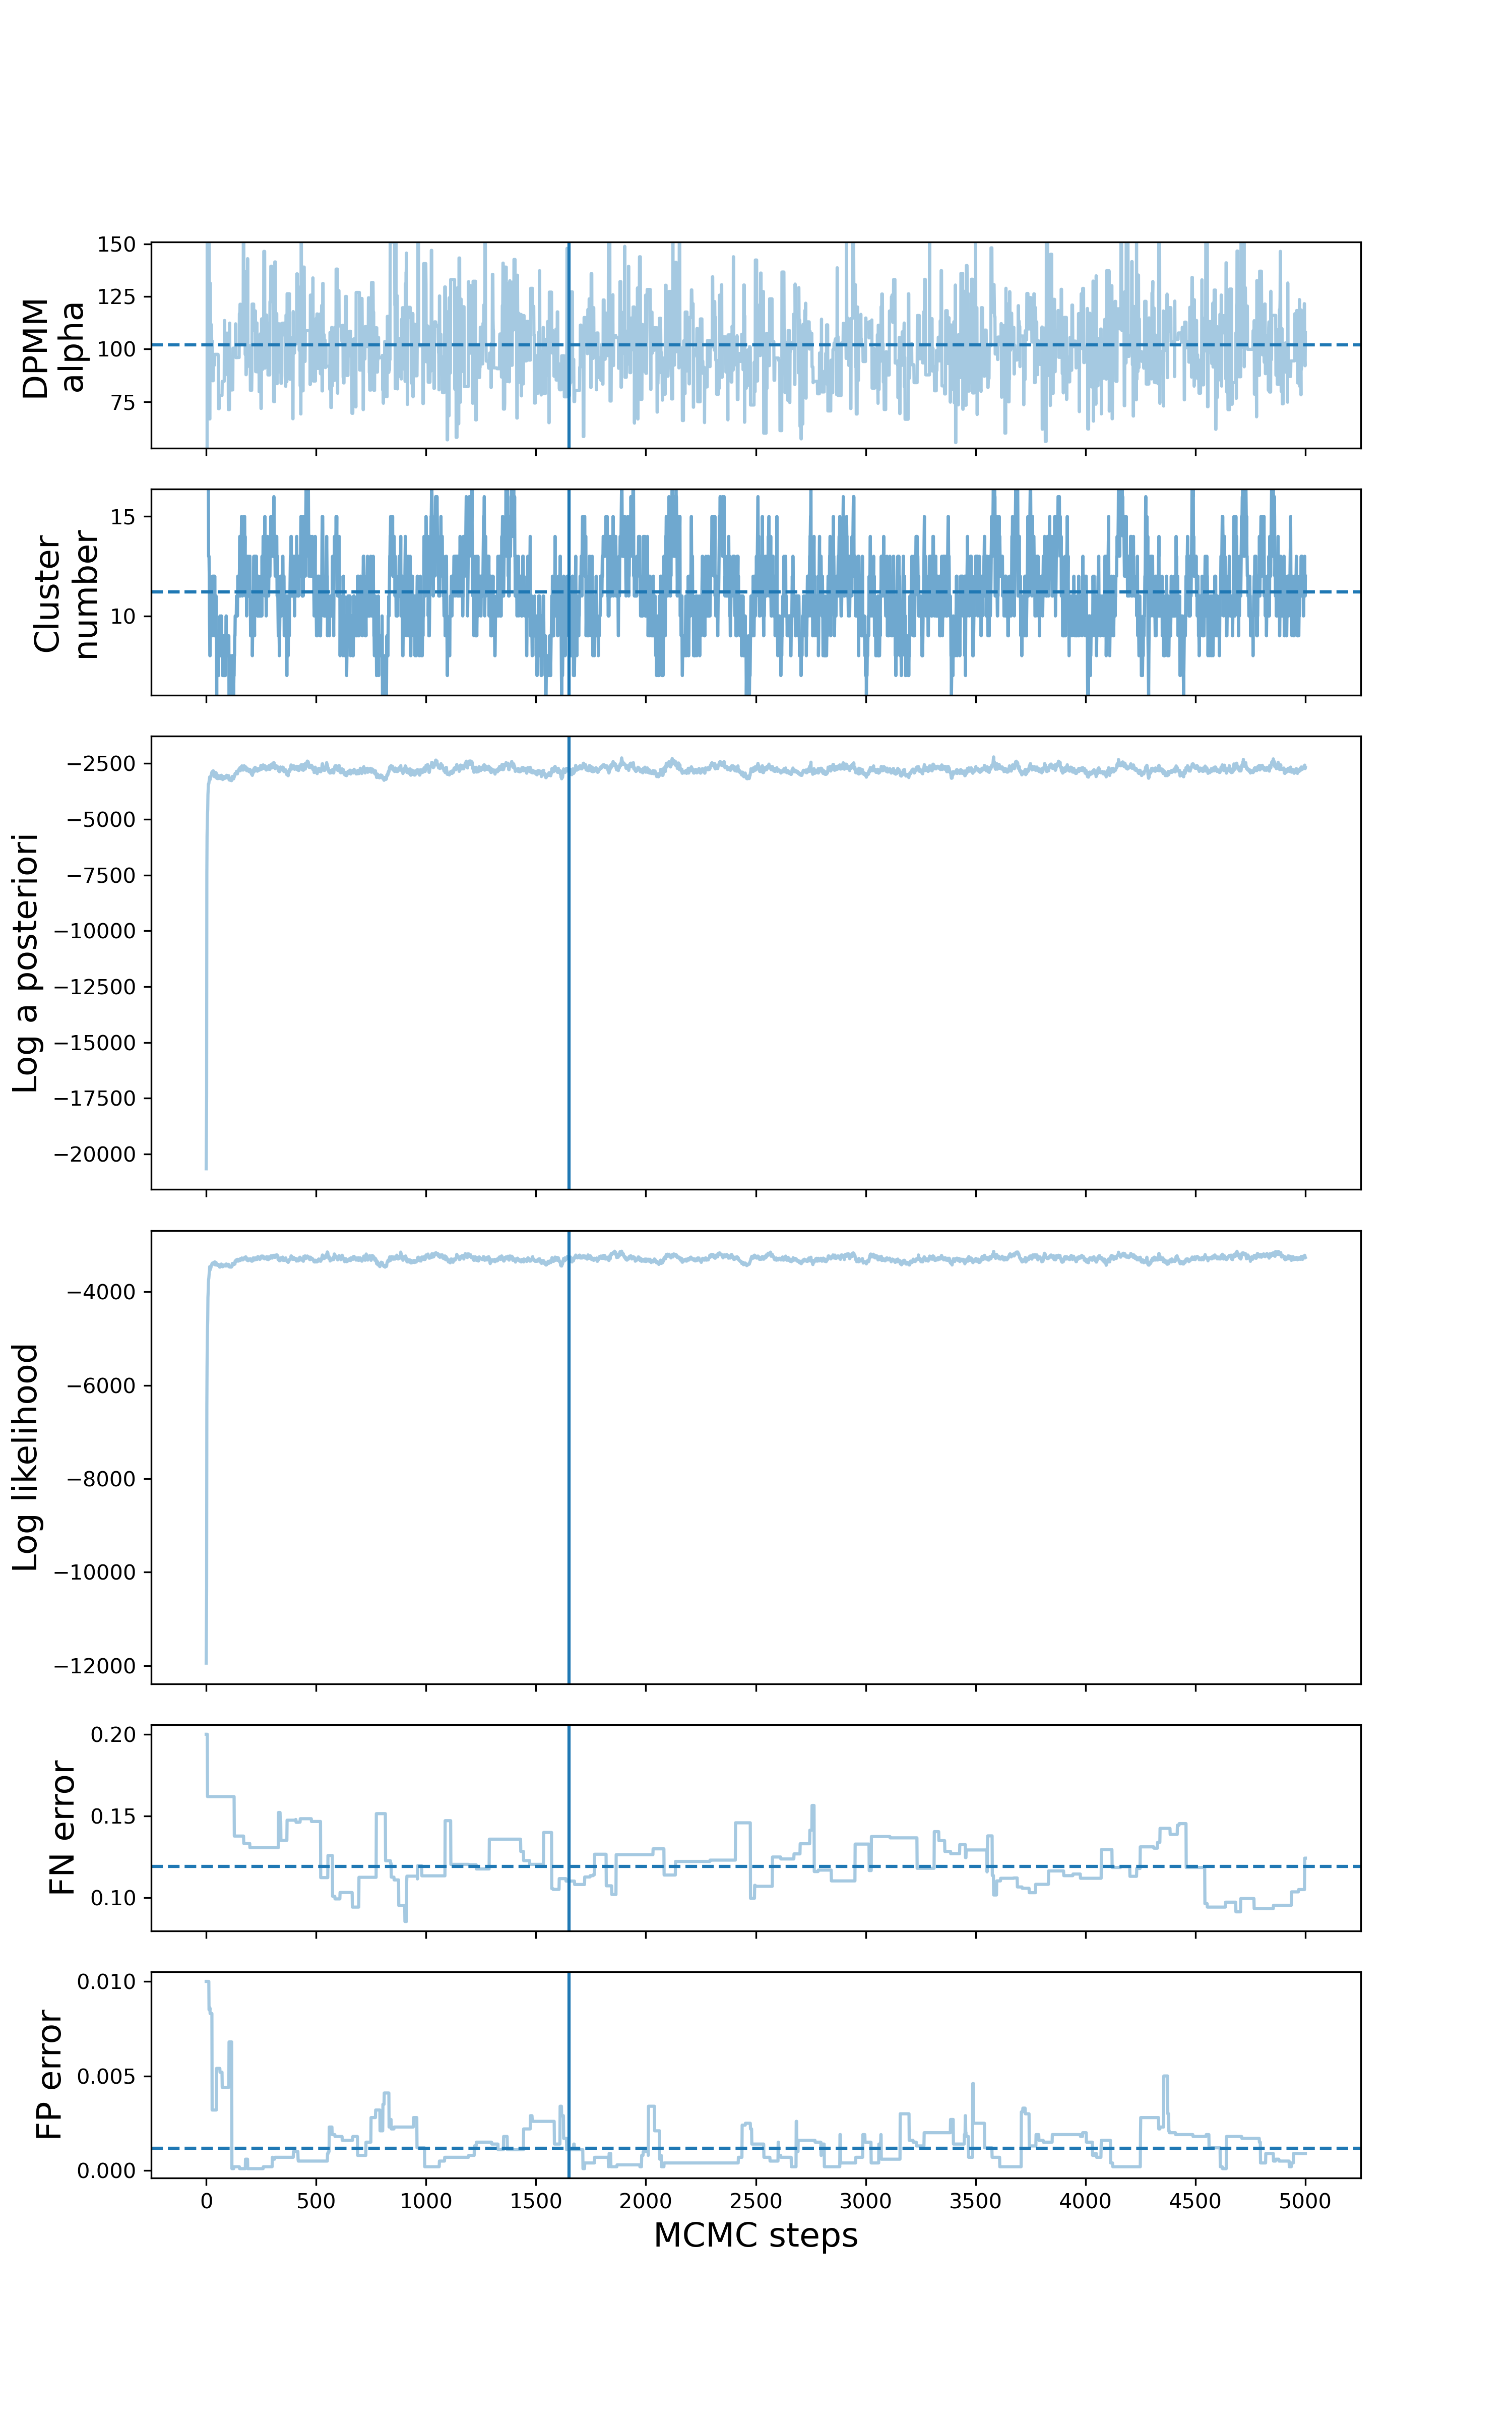 150
125
100
75
DPMM
alpha
15
10
Cluster
number
−2500
−5000
−7500
−10000
−12500
−15000
−17500
−20000
Log a posteriori
−4000
−6000
−8000
−10000
−12000
Log likelihood
0.20
0.15
0.10
FN error
0.010
0.005
0.000
FP error
0 500 1000 1500 2000 2500 3000 3500 4000 4500 5000
MCMC steps